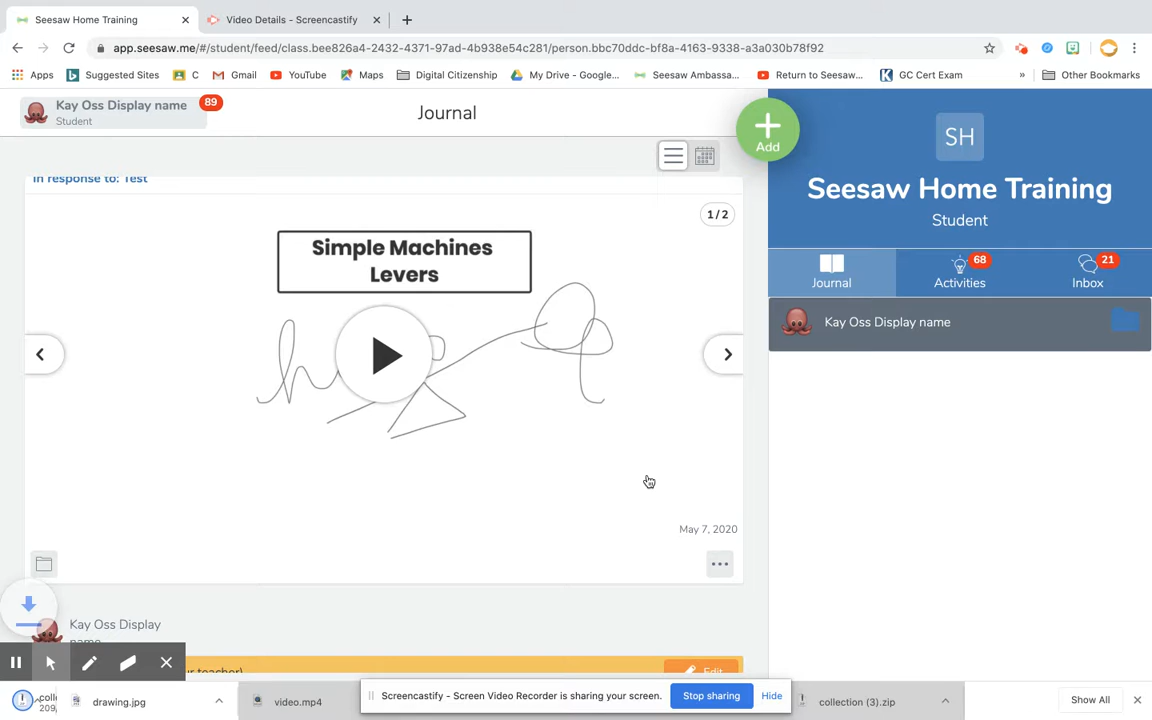 Seesaw Home Training
Video Details - Screencastify
app.seesaw.me/#/student/feed/class.bee826a4-2432-4371-97ad-4b938e54c281/person.bbc70ddc-bf8a-4163-9338-a3a030b78f92
Apps
Suggested Sites
C
Gmail
YouTube
Maps
Digital Citizenship
My Drive - Google...
Seesaw Ambassa...
Return to Seesaw...
GC Cert Exam
»
Other Bookmarks
Kay Oss Display name
89
Student
Journal
Add
SH
Seesaw Home Training
Student
Journal
Activities
68
Inbox
21
Kay Oss Display name
In response to: Test
1 / 2
Simple Machines
Levers
May 7, 2020
Kay Oss Display
name
r teacher)
Edit
colle
209,
drawing.jpg
video.mp4
Screencastify - Screen Video Recorder is sharing your screen.
Stop sharing
Hide
collection (3).zip
Show All